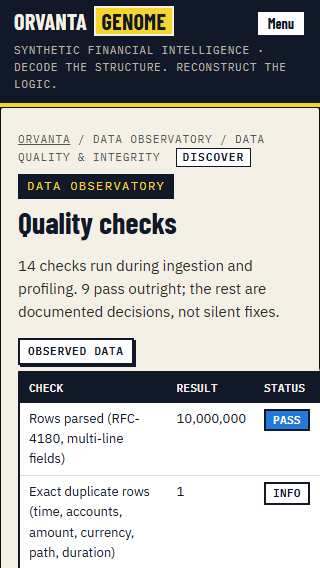 ORVANTA GENOME
Menu
SYNTHETIC FINANCIAL INTELLIGENCE ·
DECODE THE STRUCTURE. RECONSTRUCT THE
LOGIC.
ORVANTA / DATA OBSERVATORY / DATA
QUALITY & INTEGRITY DISCOVER
DATA OBSERVATORY
Quality checks
14 checks run during ingestion and
profiling. 9 pass outright; the rest are
documented decisions, not silent fixes.
OBSERVED DATA
CHECK RESULT STATUS
Rows parsed (RFC- 10,000,000 PASS
4180, multi-line
fields)
Exact duplicate rows 1 INFO
(time, accounts,
amount, currency,
path, duration)